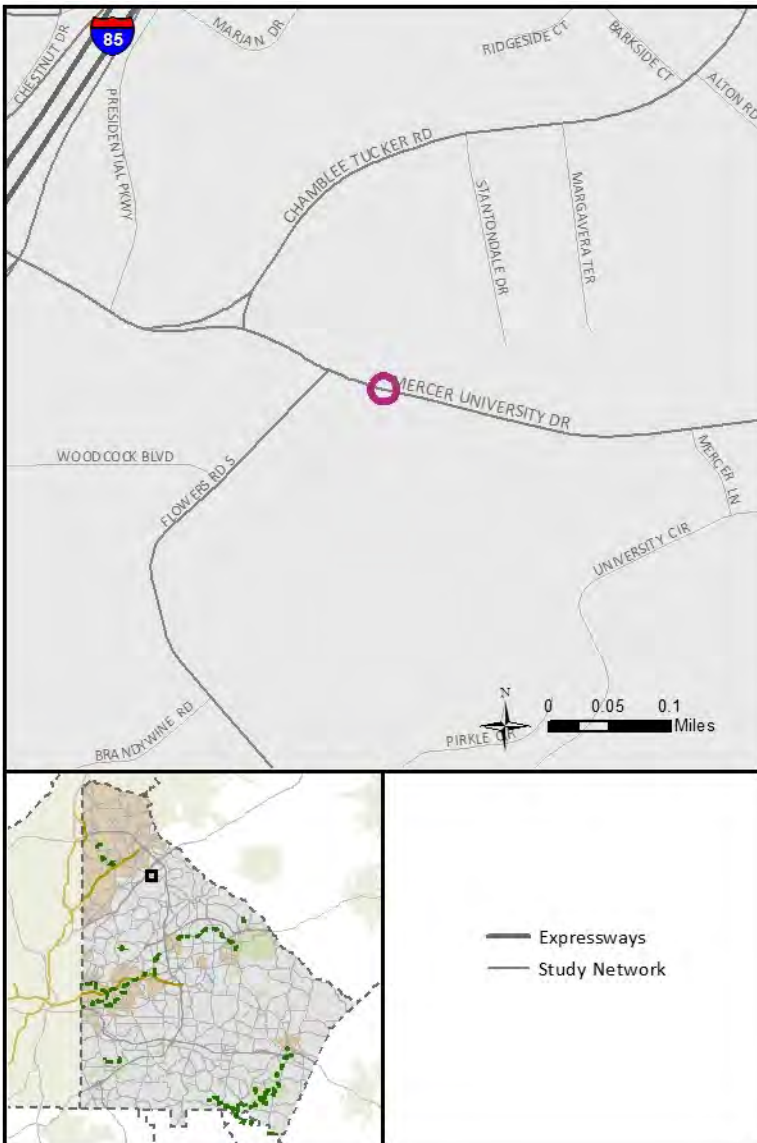 85
CHESTNUT DR
MARIAN DR
RIDGESIDE CT
BARKSIDE CT
ALTON RD
PRESIDENTIAL PKWY
CHAMBLEE TUCKER RD
STANTONDALE DR
MARGAVERA TER
MERCER UNIVERSITY DR
WOODCOCK BLVD
FLOWERS RD S
MERCER LN
UNIVERSITY CIR
BRANDYWINE RD
PIRKLE CIR
N
0 0.05 0.1
Miles
Expressways
Study Network